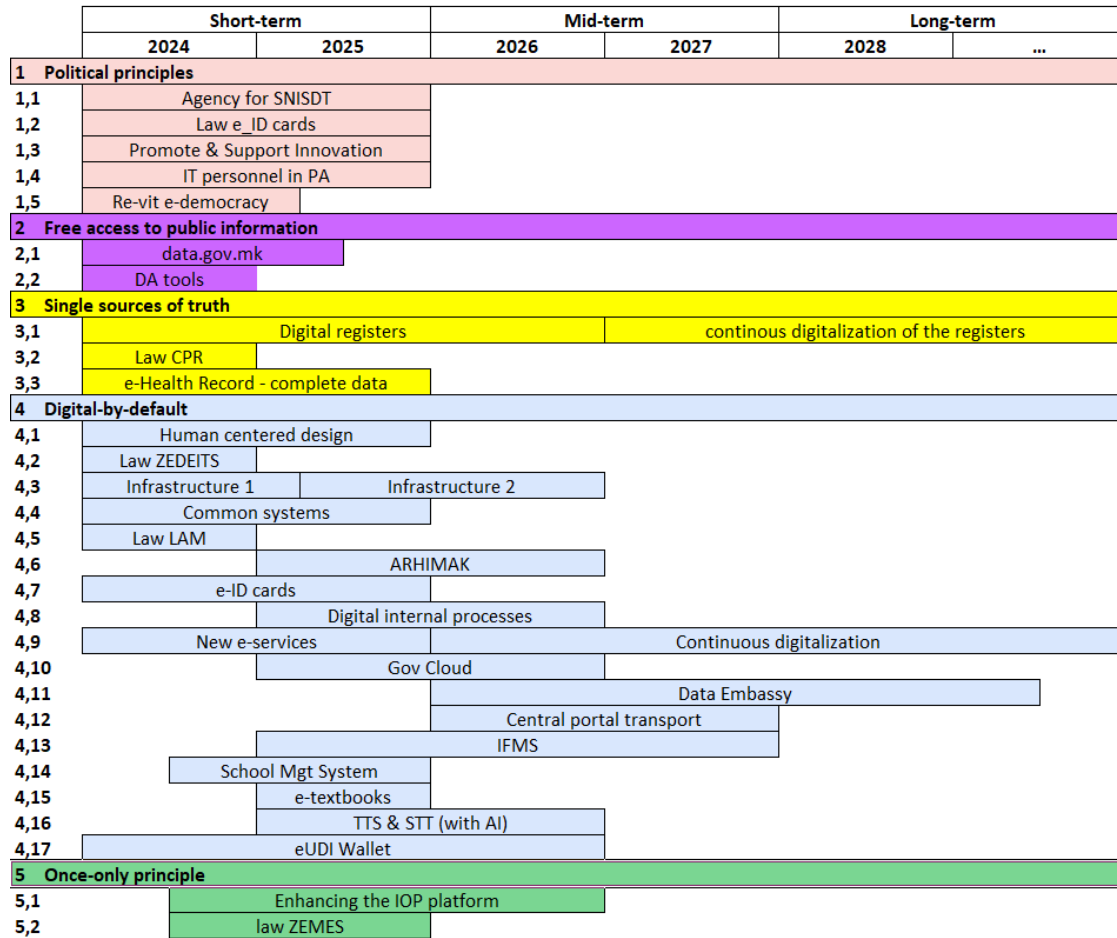 Short-term Mid-term Long-term
2024 2025 2026 2027 2028 ...
1 Political principles
1,1 Agency for SNISDT
1,2 Law e_ID cards
1,3 Promote & Support Innovation
1,4 IT personnel in PA
1,5 Re-vit e-democracy
2 Free access to public information
2,1 data.gov.mk
2,2 DA tools
3 Single sources of truth
3,1 Digital registers continous digitalization of the registers
3,2 Law CPR
3,3 e-Health Record - complete data
4 Digital-by-default
4,1 Human centered design
4,2 Law ZEDEITS
4,3 Infrastructure 1 Infrastructure 2
4,4 Common systems
4,5 Law LAM
4,6 ARHIMAK
4,7 e-ID cards
4,8 Digital internal processes
4,9 New e-services Continuous digitalization
4,10 Gov Cloud
4,11 Data Embassy
4,12 Central portal transport
4,13 IFMS
4,14 School Mgt System
4,15 e-textbooks
4,16 TTS & STT (with AI)
4,17 eUDI Wallet
5 Once-only principle
5,1 Enhancing the IOP platform
5,2 law ZEMES